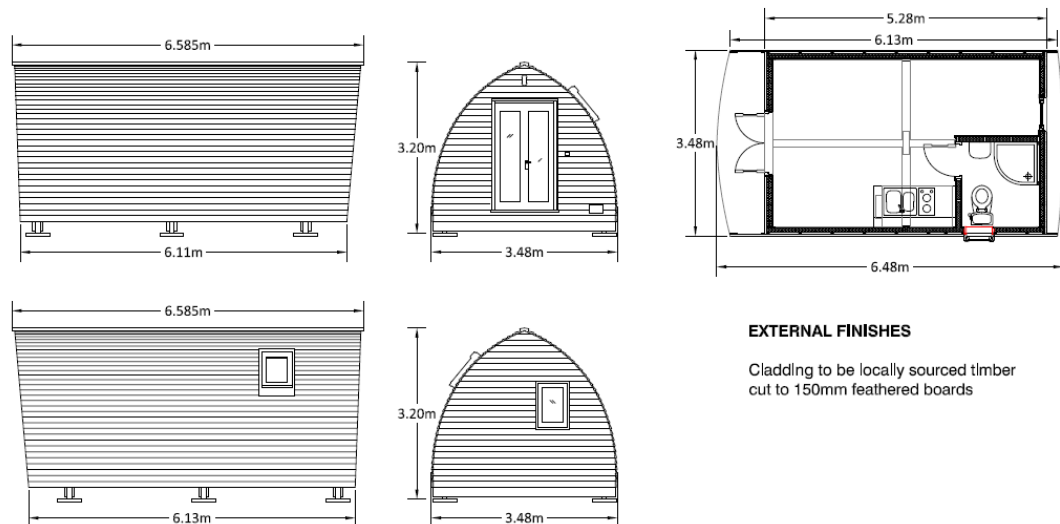 6.585m
3.20m
6.11m
3.48m
5.28m
6.13m
3.48m
6.48m
6.585m
3.20m
6.13m
3.48m
EXTERNAL FINISHES
Cladding to be locally sourced timber
cut to 150mm feathered boards